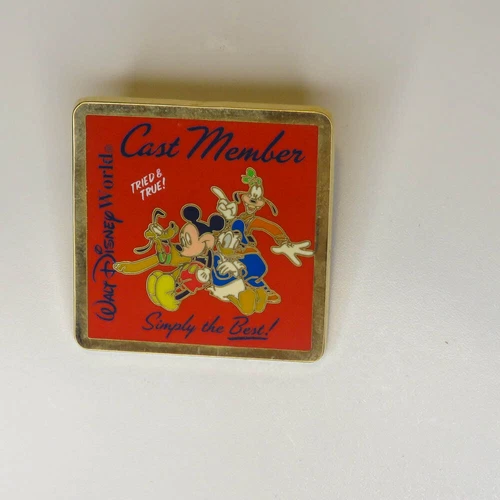 Cast Member
TRIED &
TRUE!
WALT DISNEY World®
Simply the Best!